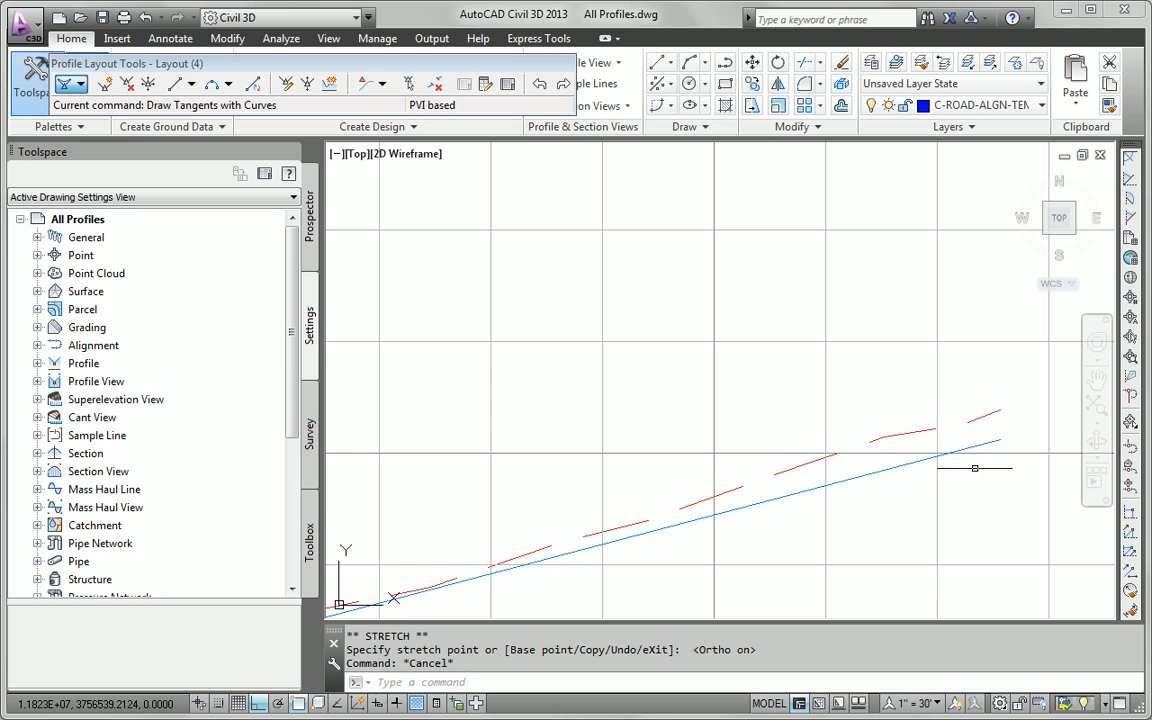 AutoCAD Civil 3D 2013 All Profiles.dwg
Civil 3D
C3D
Type a keyword or phrase
Home Insert Annotate Modify Analyze View Manage Output Help Express Tools
Profile Layout Tools - Layout (4)
Current command: Draw Tangents with Curves PVI based
Unsaved Layer State
C-ROAD-ALGN-TEN
Paste
Palettes Create Ground Data Create Design Profile & Section Views Draw Modify Layers Clipboard
Toolspace
Active Drawing Settings View
All Profiles
General
Point
Point Cloud
Surface
Parcel
Grading
Alignment
Profile
Profile View
Superelevation View
Cant View
Sample Line
Section
Section View
Mass Haul Line
Mass Haul View
Catchment
Pipe Network
Pipe
Structure
Prospector
Settings
Survey
Toolbox
[−][Top][2D Wireframe]
N
W TOP E
S
WCS
Y
X
** STRETCH **
Specify stretch point or [Base point/Copy/Undo/eXit]: <Ortho on>
Command: *Cancel*
Type a command
1.1823E+07, 3756539.2124, 0.0000
MODEL
1" = 30'